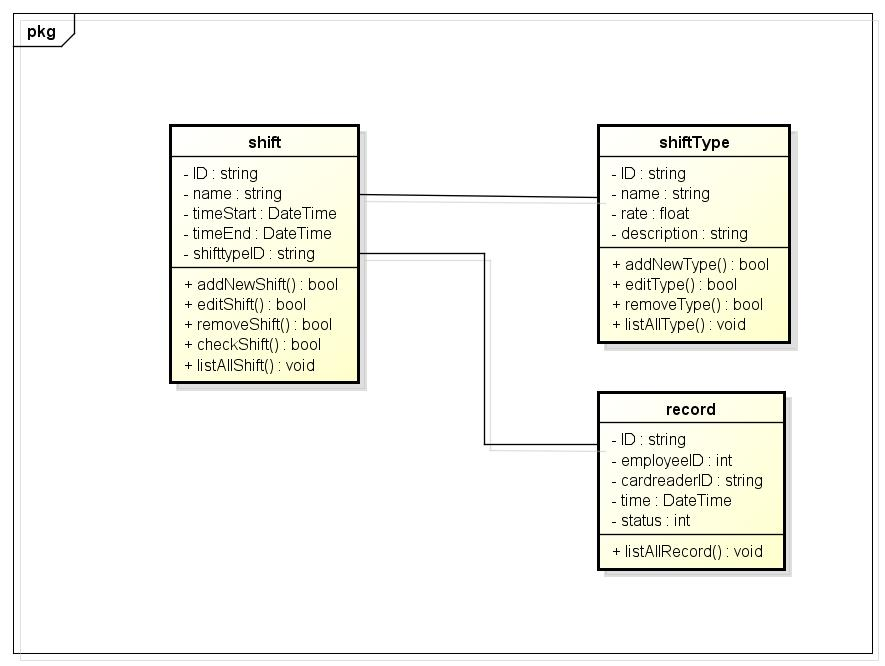 pkg
shift
- ID : string
- name : string
- timeStart : DateTime
- timeEnd : DateTime
- shifttypeID : string
+ addNewShift() : bool
+ editShift() : bool
+ removeShift() : bool
+ checkShift() : bool
+ listAllShift() : void
shiftType
- ID : string
- name : string
- rate : float
- description : string
+ addNewType() : bool
+ editType() : bool
+ removeType() : bool
+ listAllType() : void
record
- ID : string
- employeeID : int
- cardreaderID : string
- time : DateTime
- status : int
+ listAllRecord() : void